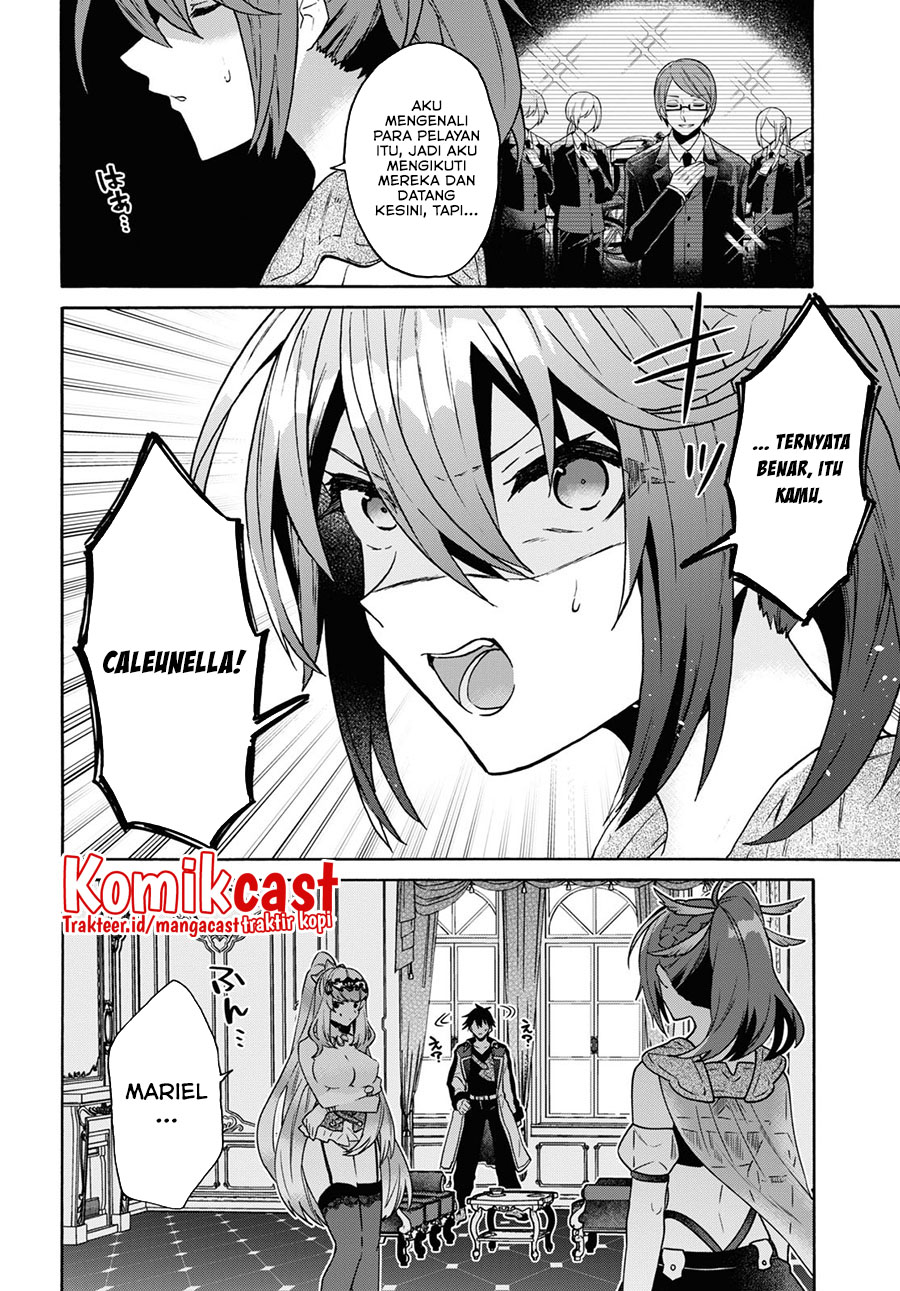 AKU
MENGENALI
PARA PELAYAN
ITU, JADI AKU
MENGIKUTI
MEREKA DAN
DATANG
KESINI, TAPI...
はぁ…
... TERNYATA
BENAR, ITU
KAMU.
ッ
CALEUNELLA!
Komikcast
Trakteer.id/mangacast traktir kopi
ふん…
え?
え?
MARIEL
...